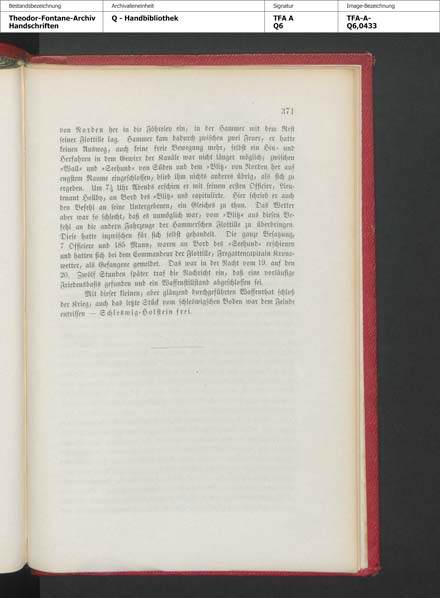 Bestandsbezeichnung
Archivalieneinheit
Signatur
Image-Bezeichnung
Theodor-Fontane-Archiv
Handschriften
Q - Handbibliothek
TFA A
Q6
TFA-A-
Q6,0433
371
von Norden her in die Föhrley ein, in der Hammer mit dem Rest
seiner Flottille lag. Hammer kam dadurch zwischen zwei Feuer, er hatte
keinen Ausweg, auch keine freie Bewegung mehr, selbst ein Hin- und
Herfahren in dem Gewirr der Kanäle war nicht länger möglich; zwischen
»Wall« und »Seehund« von Süden und dem »Blitz« von Norden her auf
engstem Raume eingeschlossen, blieb ihm nichts anderes übrig, als sich zu
ergeben. Um 7½ Uhr Abends erschien er mit seinem ersten Officier, Lieu-
tenant Hellby, an Bord des »Blitz« und capitulirte. Hier schrieb er auch
den Befehl an seine Untergebenen, ein Gleiches zu thun. Das Wetter
aber war so schlecht, daß es unmöglich war, vom »Blitz« aus diesen Be-
fehl an die andern Fahrzeuge der Hammerschen Flottille zu überbringen.
Diese hatte inzwischen für sich selbst gehandelt. Die ganze Besatzung,
7 Officiere und 185 Mann, waren an Bord des »Seehund« erschienen
und hatten sich bei dem Commandeur der Flottille, Fregattencapitain Krono-
wetter, als Gefangene gemeldet. Das war in der Nacht vom 19. auf den
20. Zwölf Stunden später traf die Nachricht ein, daß eine vorläufige
Friedensbasis gefunden und ein Waffenstillstand abgeschlossen sei.
Mit dieser kleinen, aber glänzend durchgeführten Waffenthat schloß
der Krieg; auch das letzte Stück vom schleswigschen Boden war dem Feinde
entrissen — Schleswig-Holstein frei.